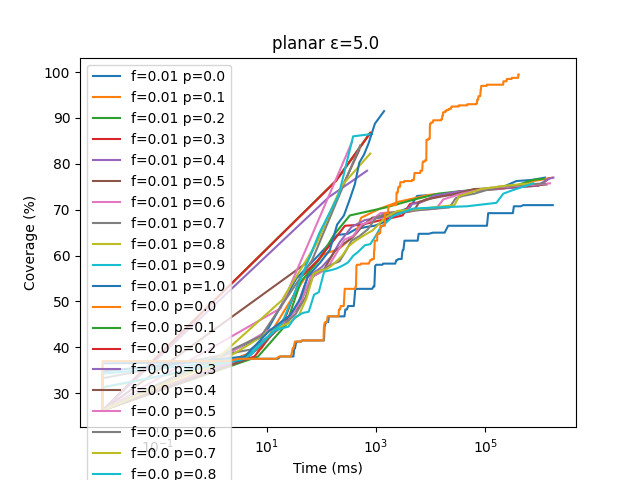 planar ε=5.0
Coverage (%)
100
90
80
70
60
50
40
30
f=0.01 p=0.0
f=0.01 p=0.1
f=0.01 p=0.2
f=0.01 p=0.3
f=0.01 p=0.4
f=0.01 p=0.5
f=0.01 p=0.6
f=0.01 p=0.7
f=0.01 p=0.8
f=0.01 p=0.9
f=0.01 p=1.0
f=0.0 p=0.0
f=0.0 p=0.1
f=0.0 p=0.2
f=0.0 p=0.3
f=0.0 p=0.4
f=0.0 p=0.5
f=0.0 p=0.6
f=0.0 p=0.7
f=0.0 p=0.8
10⁻¹ 10¹ 10³ 10⁵
Time (ms)